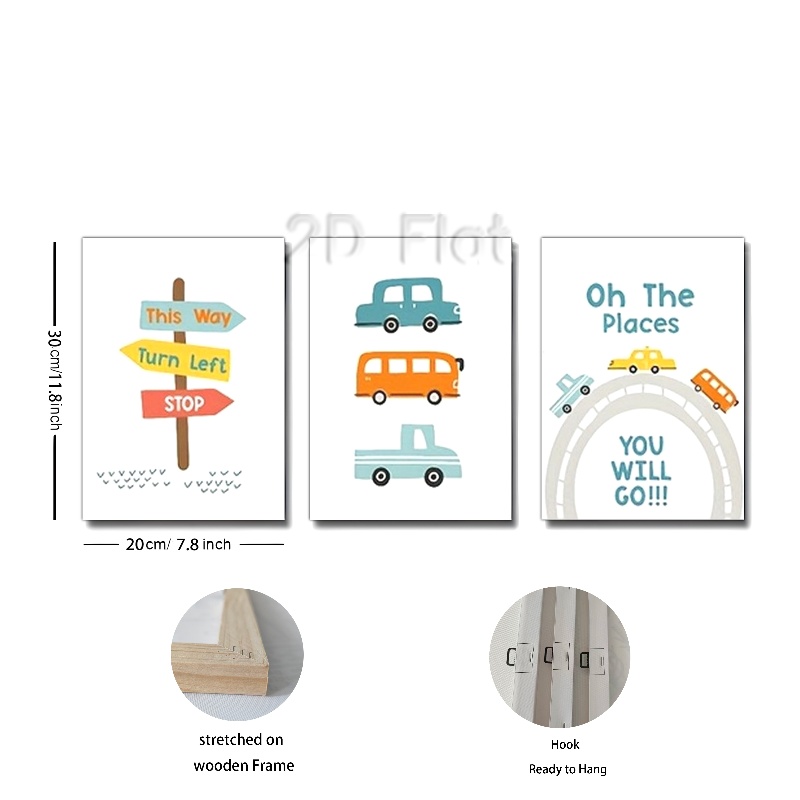 2D Flat
This Way
Turn Left
STOP
Oh The
Places
YOU
WILL
GO!!!
30cm/11.8inch
20cm/ 7.8 inch
stretched on
wooden Frame
Hook
Ready to Hang